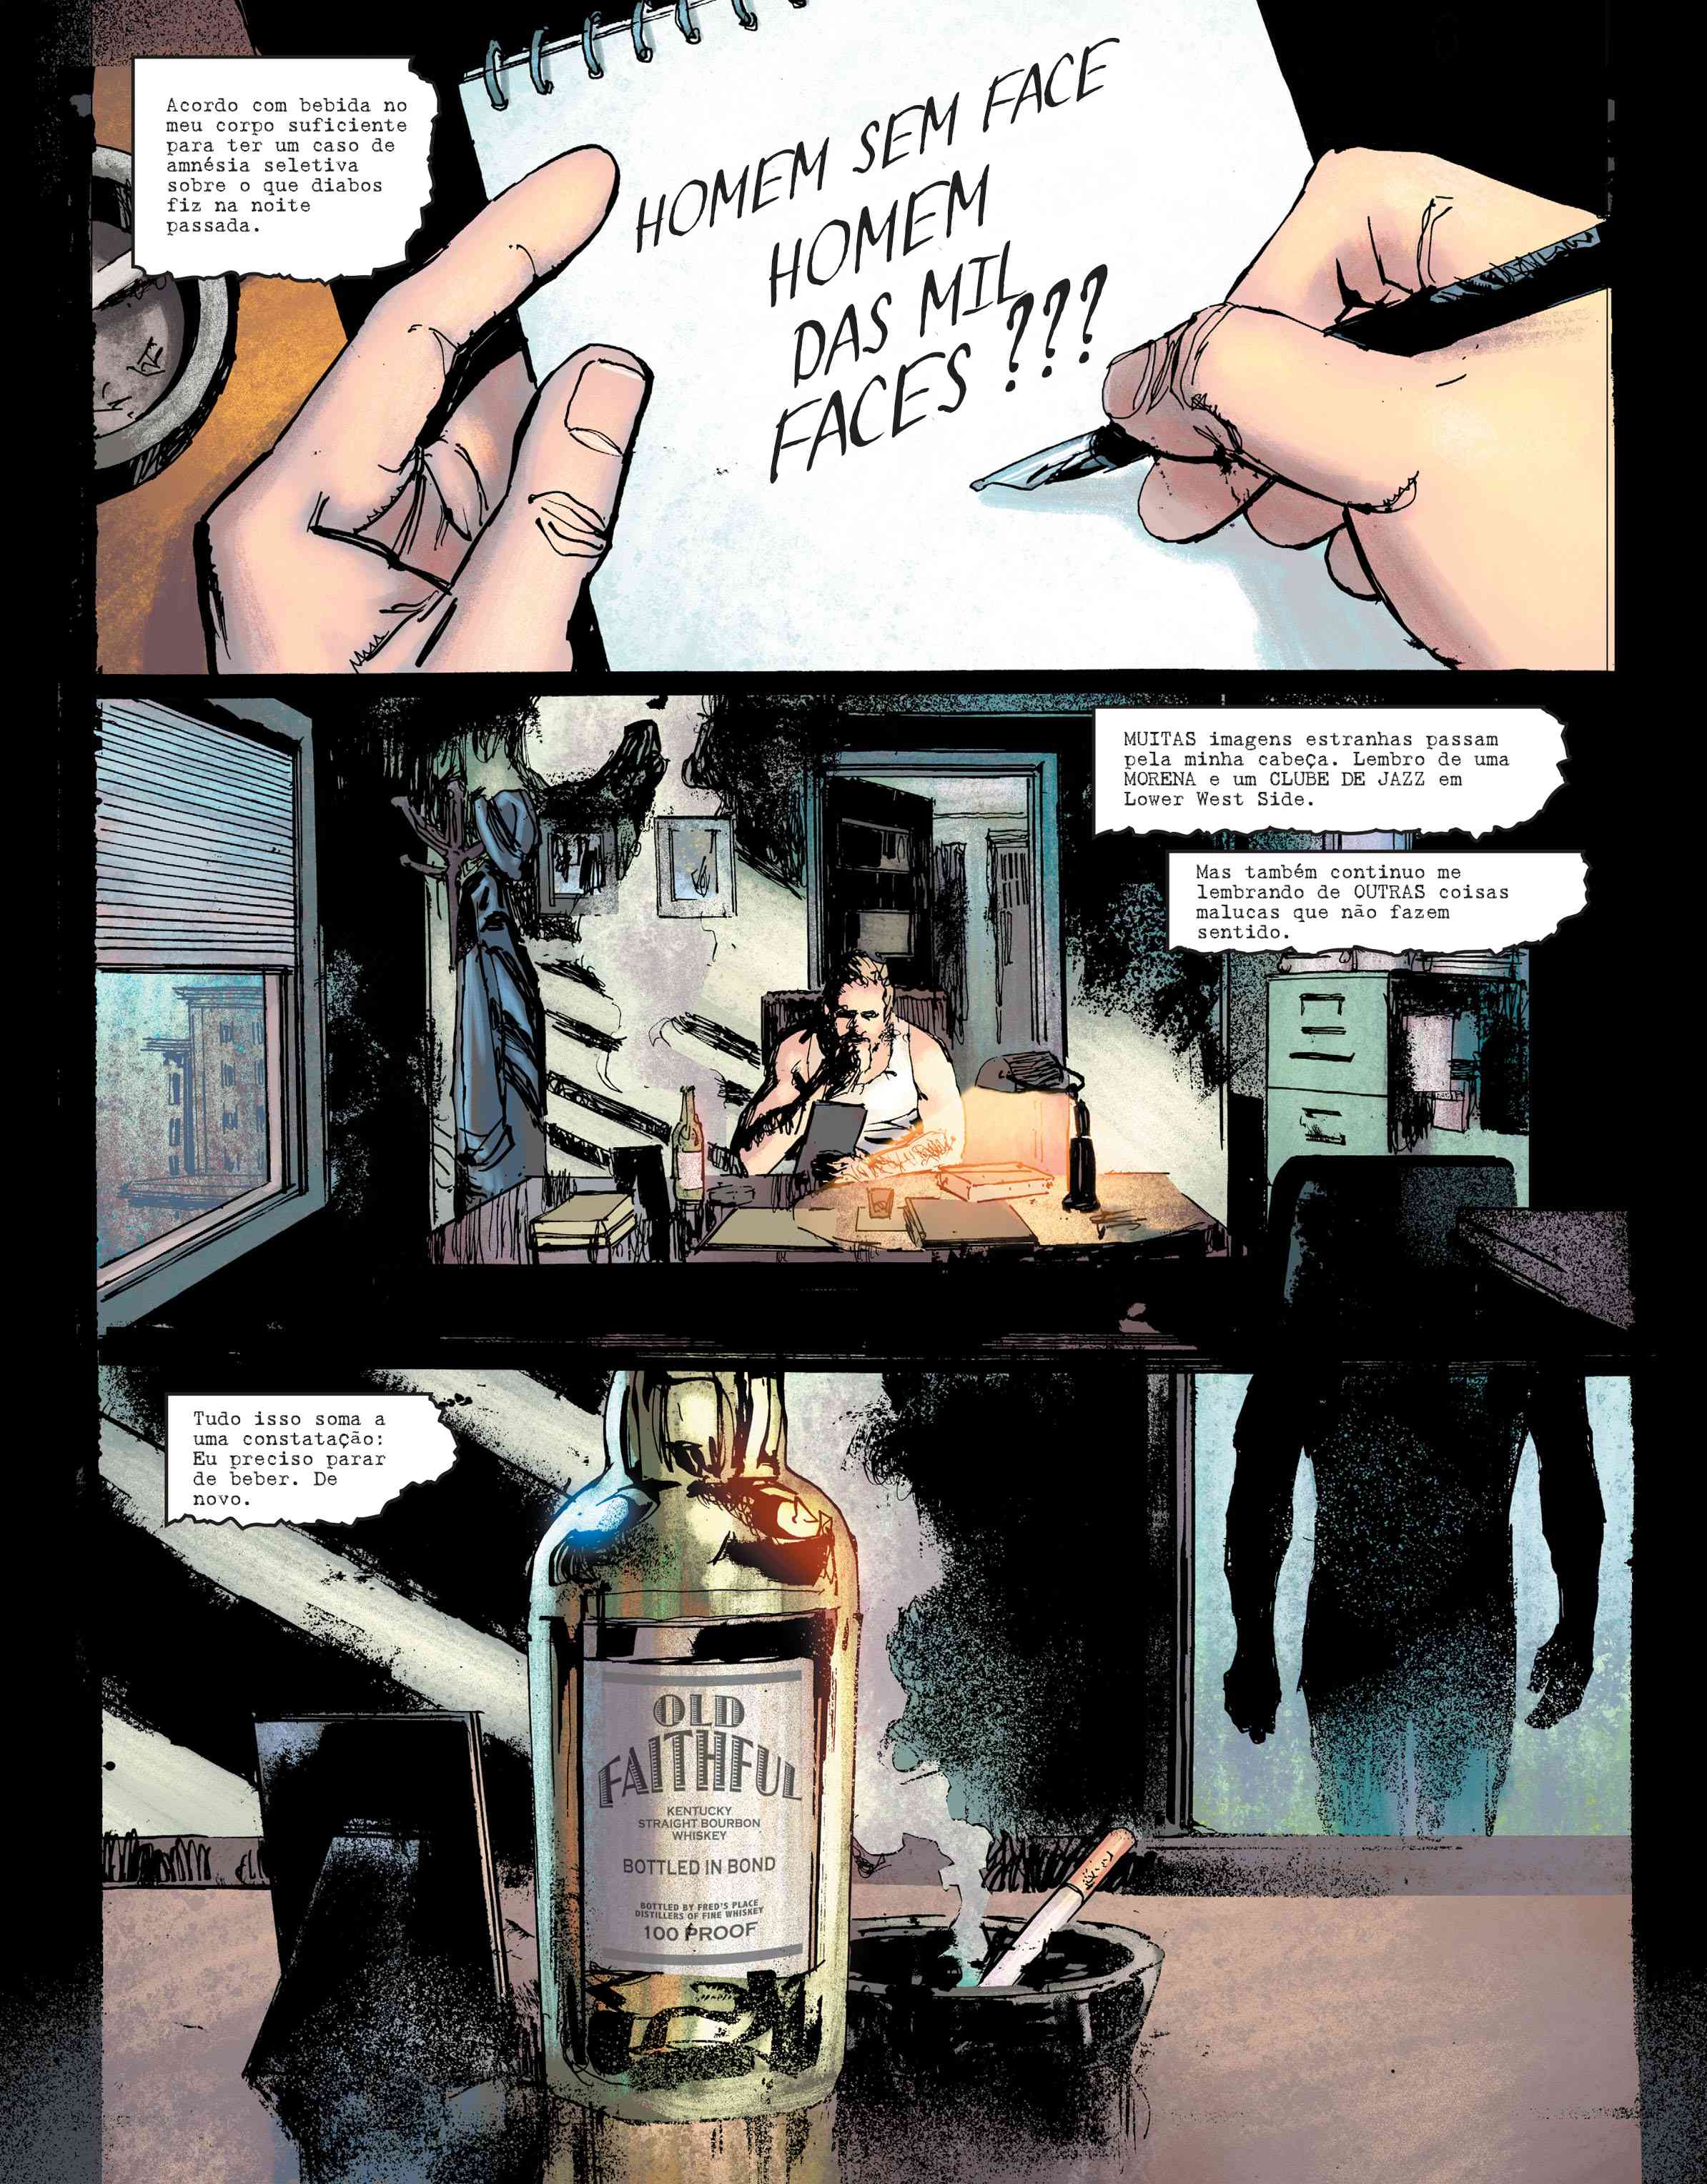 Acordo com bebida no
meu corpo suficiente
para ter um caso de
amnésia seletiva
sobre o que diabos
fiz na noite
passada.
HOMEM SEM FACE
HOMEM
DAS MIL
FACES ???
MUITAS imagens estranhas passam
pela minha cabeça. Lembro de uma
MORENA e um CLUBE DE JAZZ em
Lower West Side.
Mas também continuo me
lembrando de OUTRAS coisas
malucas que não fazem
sentido.
Tudo isso soma a
uma constatação:
Eu preciso parar
de beber. De
novo.
OLD
FAITHFUL
KENTUCKY
STRAIGHT BOURBON
WHISKEY
BOTTLED IN BOND
BOTTLED BY FRED'S PLACE
DISTILLERS OF FINE WHISKEY
100 PROOF